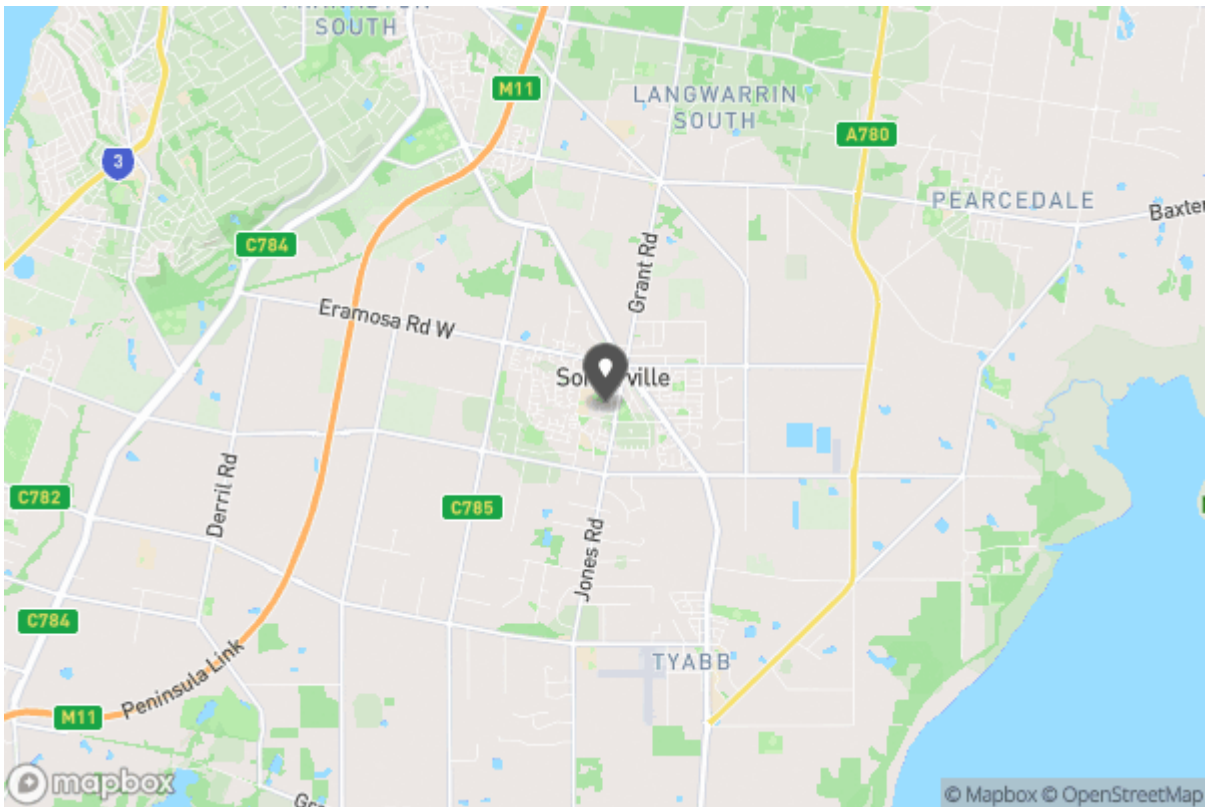 SOUTH
M11
LANGWARRIN
SOUTH
A780
3
PEARCEDALE
Baxter
C784
Grant Rd
Eramosa Rd W
Derril Rd
C782
C785
Jones Rd
C784
TYABB
Peninsula Link
M11
mapbox
© Mapbox © OpenStreetMap